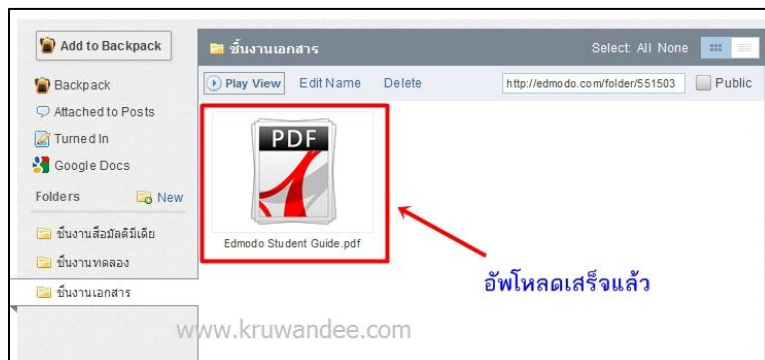 Add to Backpack
Backpack
Attached to Posts
Turned In
Google Docs
Folders New
ชิ้นงานสื่อมัลติมีเดีย
ชิ้นงานทดลอง
ชิ้นงานเอกสาร
ชิ้นงานเอกสาร Select: All None
Play View Edit Name Delete http://edmodo.com/folder/551503 Public
PDF
Edmodo Student Guide.pdf
อัพโหลดเสร็จแล้ว
www.kruwandee.com